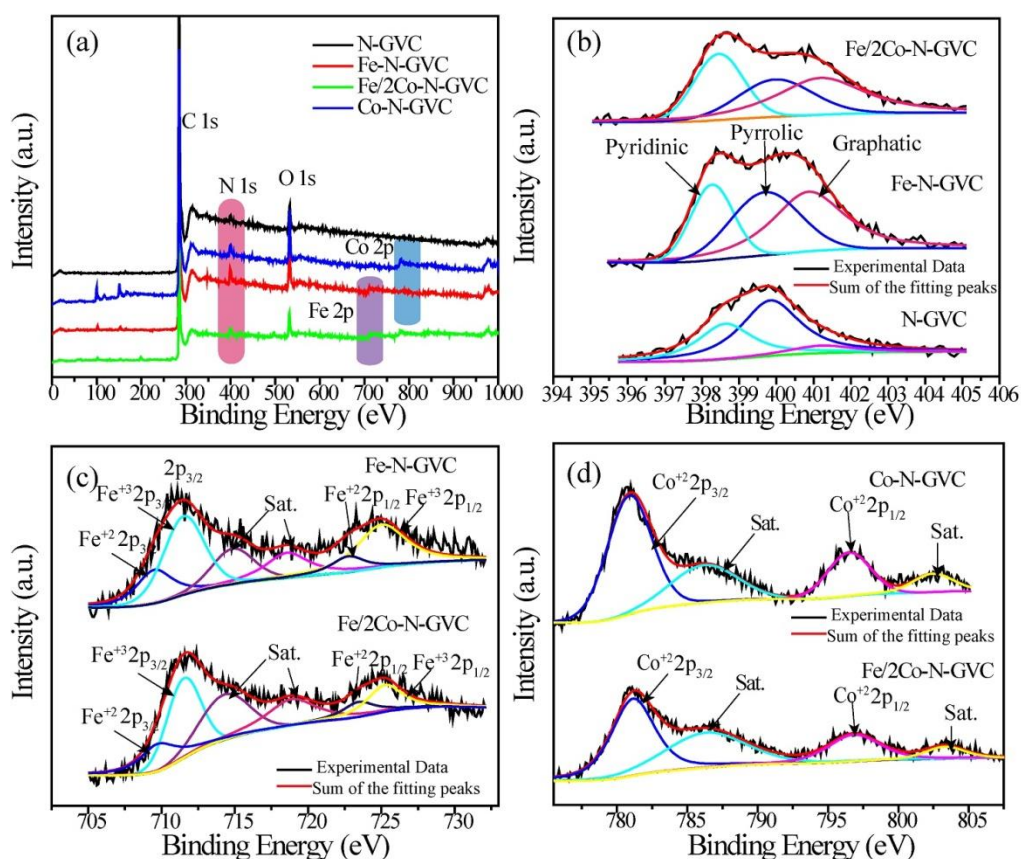 (a)
N-GVC
Fe-N-GVC
Fe/2Co-N-GVC
Co-N-GVC
C 1s
N 1s
O 1s
Co 2p
Fe 2p
Intensity (a.u.)
0 100 200 300 400 500 600 700 800 900 1000
Binding Energy (eV)
(b)
Fe/2Co-N-GVC
Pyridinic
Pyrrolic
Graphatic
Fe-N-GVC
Experimental Data
Sum of the fitting peaks
N-GVC
Intensity (a.u.)
394 395 396 397 398 399 400 401 402 403 404 405 406
Binding Energy (eV)
(c)
2p3/2
Fe-N-GVC
Fe+3 2p3/
Fe+2 2p3
Sat.
Fe+2 2p1/2
Fe+3 2p1/2
Fe/2Co-N-GVC
Fe+3 2p3/2
Fe+2 2p3/
Sat.
Fe+2 2p1/2
Fe+3 2p1/2
Experimental Data
Sum of the fitting peaks
Intensity (a.u.)
705 710 715 720 725 730
Binding Energy (eV)
(d)
Co-N-GVC
Co+2 2p3/2
Sat.
Co+2 2p1/2
Sat.
Experimental Data
Sum of the fitting peaks
Fe/2Co-N-GVC
Co+2 2p3/2
Sat.
Co+2 2p1/2
Sat.
Intensity (a.u.)
780 785 790 795 800 805
Binding Energy (eV)